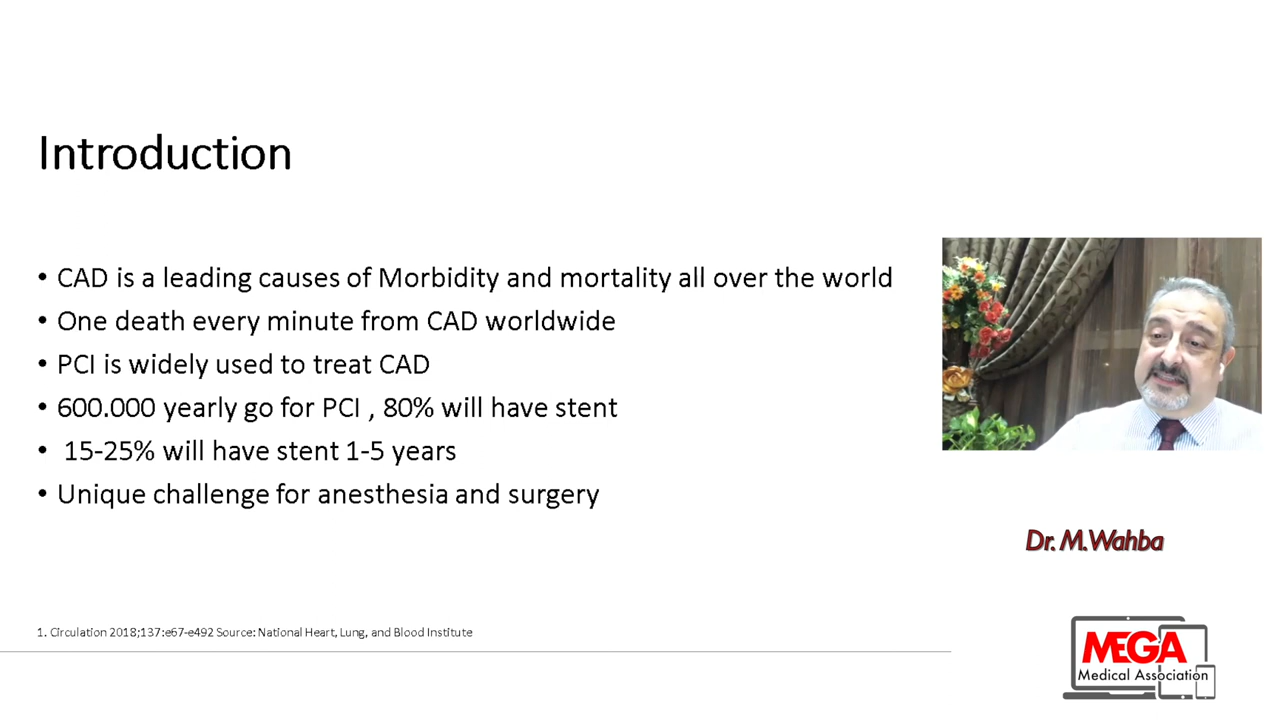 Introduction
• CAD is a leading causes of Morbidity and mortality all over the world
• One death every minute from CAD worldwide
• PCI is widely used to treat CAD
• 600.000 yearly go for PCI , 80% will have stent
• 15-25% will have stent 1-5 years
• Unique challenge for anesthesia and surgery
Dr. M.Wahba
1. Circulation 2018;137:e67-e492 Source: National Heart, Lung, and Blood Institute
MEGA
Medical Association